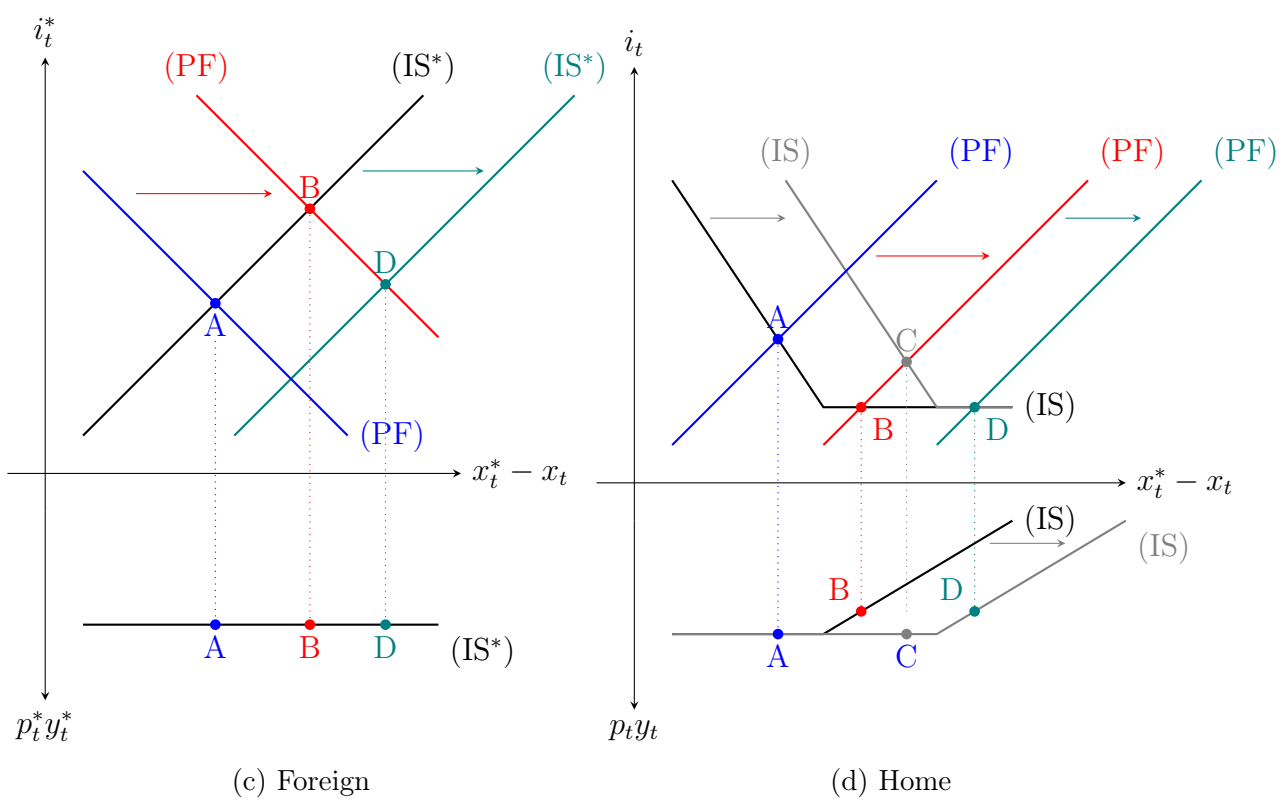 i*_t
(PF)
(IS*)
(IS*)
B
D
A
(PF)
x*_t − x_t
A
B
D
(IS*)
p*_t y*_t
(c) Foreign
i_t
(IS)
(PF)
(PF)
(PF)
A
C
B
D
(IS)
x*_t − x_t
(IS)
(IS)
B
D
A
C
p_t y_t
(d) Home